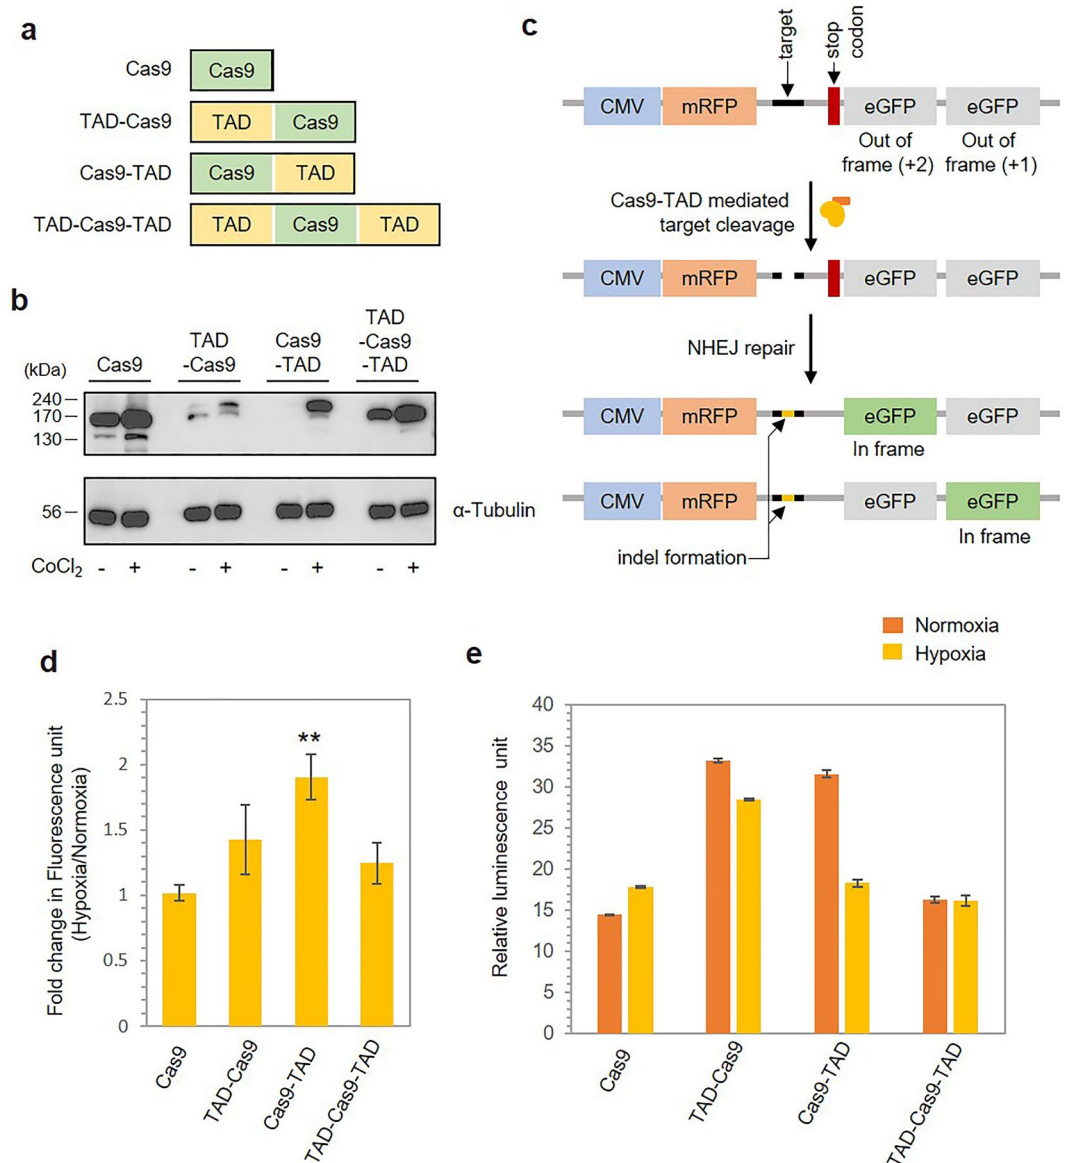 a
Cas9
Cas9
TAD-Cas9
TAD
Cas9
Cas9-TAD
Cas9
TAD
TAD-Cas9-TAD
TAD
Cas9
TAD
b
(kDa)
Cas9
TAD
-Cas9
Cas9
-TAD
TAD
-Cas9
-TAD
240
170
130
56
α-Tubulin
CoCl2
-
+
-
+
-
+
-
+
c
target
stop
codon
CMV
mRFP
eGFP
eGFP
Out of
frame (+2)
Out of
frame (+1)
Cas9-TAD mediated
target cleavage
CMV
mRFP
eGFP
eGFP
NHEJ repair
CMV
mRFP
eGFP
eGFP
In frame
CMV
mRFP
eGFP
eGFP
In frame
indel formation
d
Fold change in Fluorescence unit
(Hypoxia/Normoxia)
2.5
2
1.5
1
0.5
0
**
Cas9
TAD-Cas9
Cas9-TAD
TAD-Cas9-TAD
e
Normoxia
Hypoxia
Relative luminescence unit
40
35
30
25
20
15
10
5
0
Cas9
TAD-Cas9
Cas9-TAD
TAD-Cas9-TAD